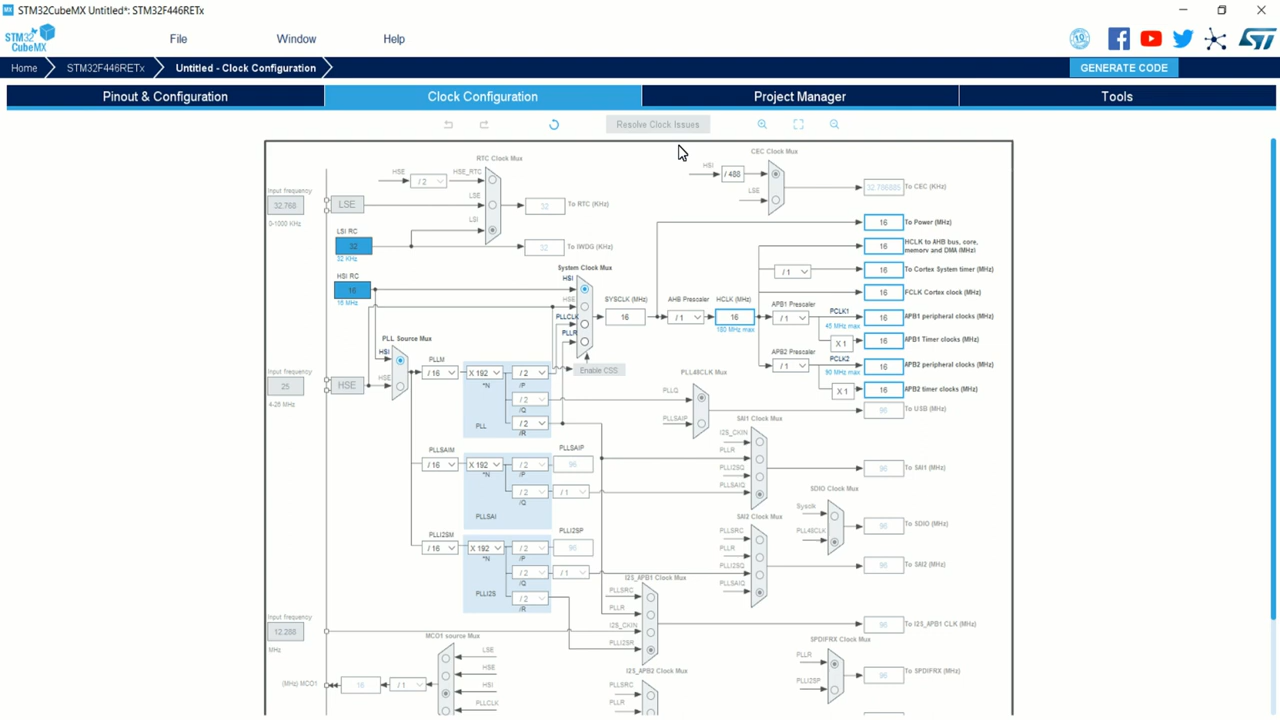 STM32CubeMX Untitled*: STM32F446RETx
STM32
CubeMX
File
Window
Help
Home
STM32F446RETx
Untitled - Clock Configuration
GENERATE CODE
Pinout & Configuration
Clock Configuration
Project Manager
Tools
Resolve Clock Issues
RTC Clock Mux
CEC Clock Mux
HSE
/ 2
HSE_RTC
HSI
/ 488
Input frequency
32.768
0-1000 KHz
LSE
LSE
LSE
To CEC (KHz)
LSI
32
To RTC (KHz)
To Power (MHz)
16
LSI RC
32
32 KHz
32
To IWDG (KHz)
16
HCLK to AHB bus, core,
memory and DMA (MHz)
HSI RC
16
16 MHz
System Clock Mux
HSI
HSE
PLLCLK
PLLR
/ 1
16
To Cortex System timer (MHz)
16
FCLK Cortex clock (MHz)
SYSCLK (MHz)
16
AHB Prescaler
/ 1
HCLK (MHz)
16
180 MHz max
APB1 Prescaler
/ 1
PCLK1
45 MHz max
16
APB1 peripheral clocks (MHz)
X 1
16
APB1 Timer clocks (MHz)
APB2 Prescaler
/ 1
PCLK2
90 MHz max
16
APB2 peripheral clocks (MHz)
X 1
16
APB2 timer clocks (MHz)
PLL Source Mux
HSI
HSE
Enable CSS
Input frequency
25
4-26 MHz
HSE
PLLM
/ 16
X 192
*N
/ 2
/P
/ 2
/Q
/ 2
/R
PLL
PLL48CLK Mux
PLLQ
PLLSAIP
96
To USB (MHz)
SAI1 Clock Mux
I2S_CKIN
PLLR
PLLI2SQ
PLLSAIQ
96
To SAI1 (MHz)
PLLSAIM
/ 16
X 192
*N
/ 2
/P
PLLSAIP
96
/ 2
/Q
/ 1
PLLSAI
SDIO Clock Mux
Sysclk
PLL48CLK
96
To SDIO (MHz)
SAI2 Clock Mux
PLLSRC
PLLR
PLLI2SQ
PLLSAIQ
96
To SAI2 (MHz)
PLLI2SM
/ 16
X 192
*N
/ 2
/P
PLLI2SP
96
/ 2
/Q
/ 1
/ 2
/R
PLLI2S
I2S_APB1 Clock Mux
PLLSRC
PLLR
I2S_CKIN
PLLI2SR
96
To I2S_APB1 CLK (MHz)
Input frequency
12.288
MHz
MCO1 source Mux
LSE
HSE
HSI
PLLCLK
(MHz) MCO1
16
/ 1
I2S_APB2 Clock Mux
PLLSRC
PLLR
SPDIFRX Clock Mux
PLLR
PLLI2SP
96
To SPDIFRX (MHz)